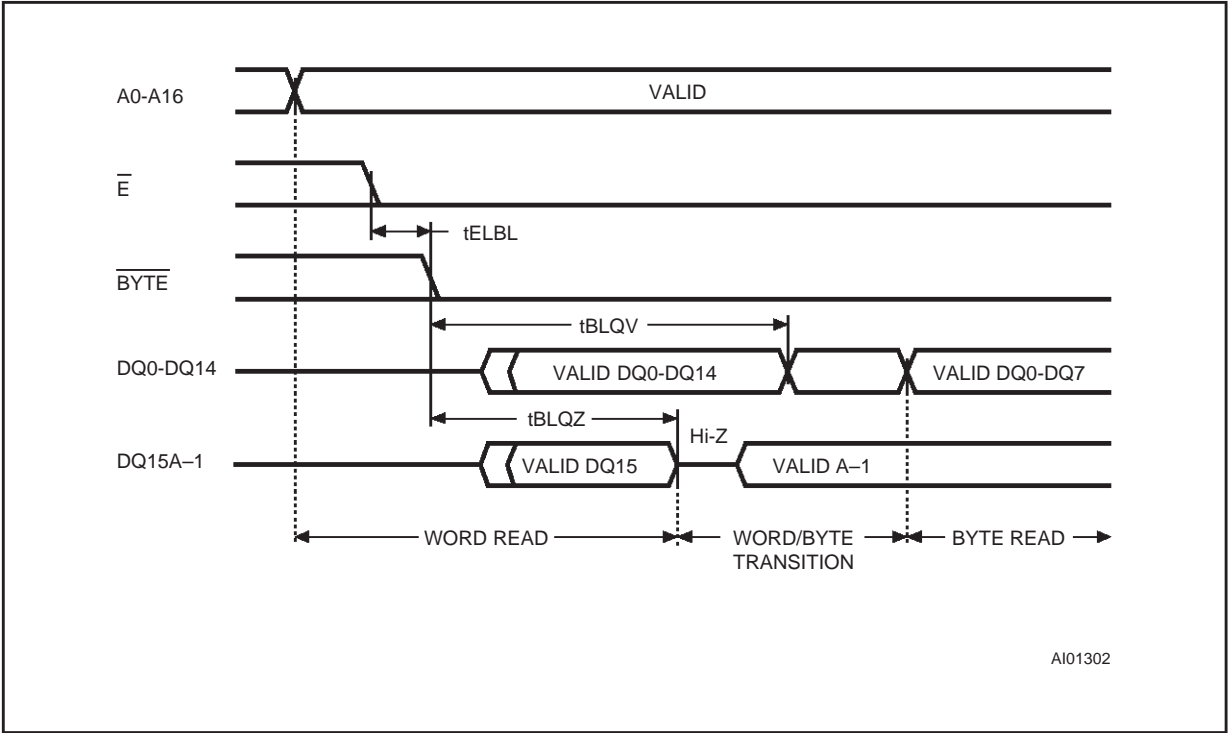 A0-A16
VALID
E
tELBL
BYTE
tBLQV
DQ0-DQ14
VALID DQ0-DQ14
VALID DQ0-DQ7
tBLQZ
Hi-Z
DQ15A–1
VALID DQ15
VALID A–1
WORD READ
WORD/BYTE
TRANSITION
BYTE READ
AI01302